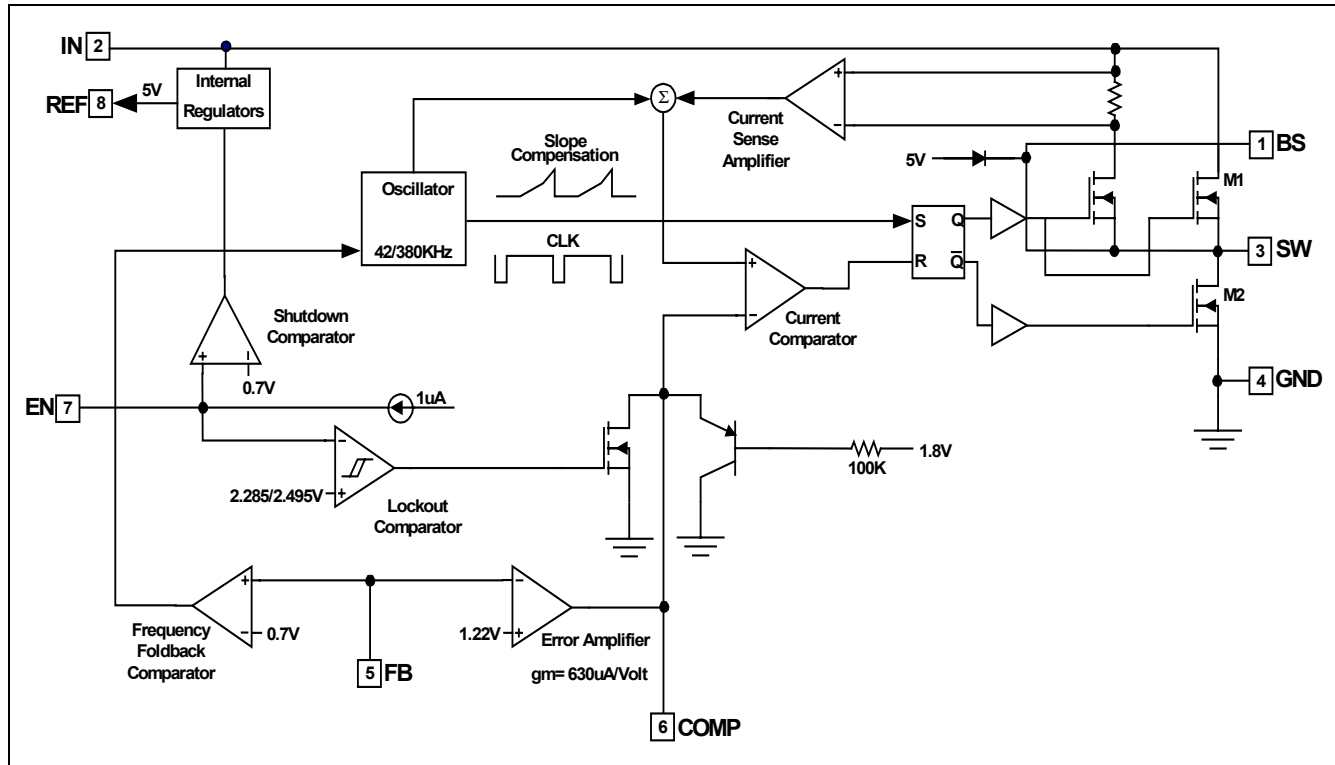 IN 2
Internal
Regulators
REF 8
5V
Σ
+
−
Current
Sense
Amplifier
5V
1 BS
M1
Slope
Compensation
Oscillator
42/380KHz
CLK
S Q
R Q̅
3 SW
M2
+
−
Current
Comparator
Shutdown
Comparator
+ −
0.7V
4 GND
EN 7
1uA
−
2.285/2.495V +
Lockout
Comparator
100K
1.8V
+
− 0.7V
Frequency
Foldback
Comparator
5 FB
−
1.22V +
Error Amplifier
gm= 630uA/Volt
6 COMP